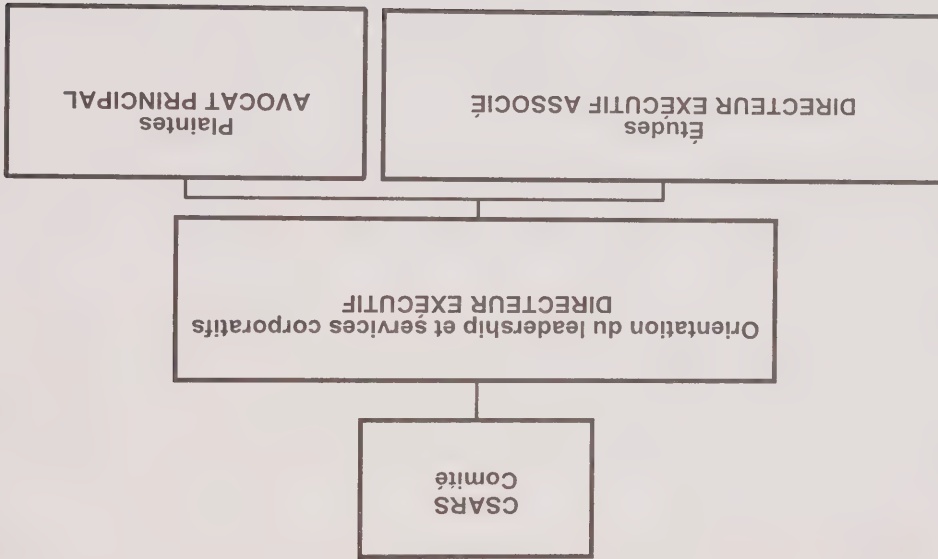 CSARS
Comité
Orientation du leadership et services corporatifs
DIRECTEUR EXÉCUTIF
Études
DIRECTEUR EXÉCUTIF ASSOCIÉ
Plaintes
AVOCAT PRINCIPAL